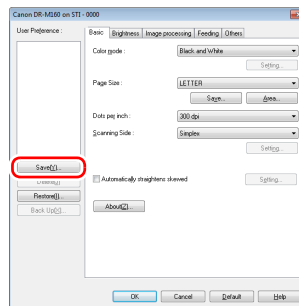 Canon DR-M160 on STI - 0000
User Preference :
Basic Brightness Image processing Feeding Others
Color mode : Black and White
Setting...
Page Size : LETTER
Save... Area...
Dots per inch : 300 dpi
Scanning Side : Simplex
Setting...
Save(Y)...
Delete(J)
Restore(I)...
Back Up(X)...
Automatically straightens skewed Setting...
About(Z)...
OK Cancel Default Help